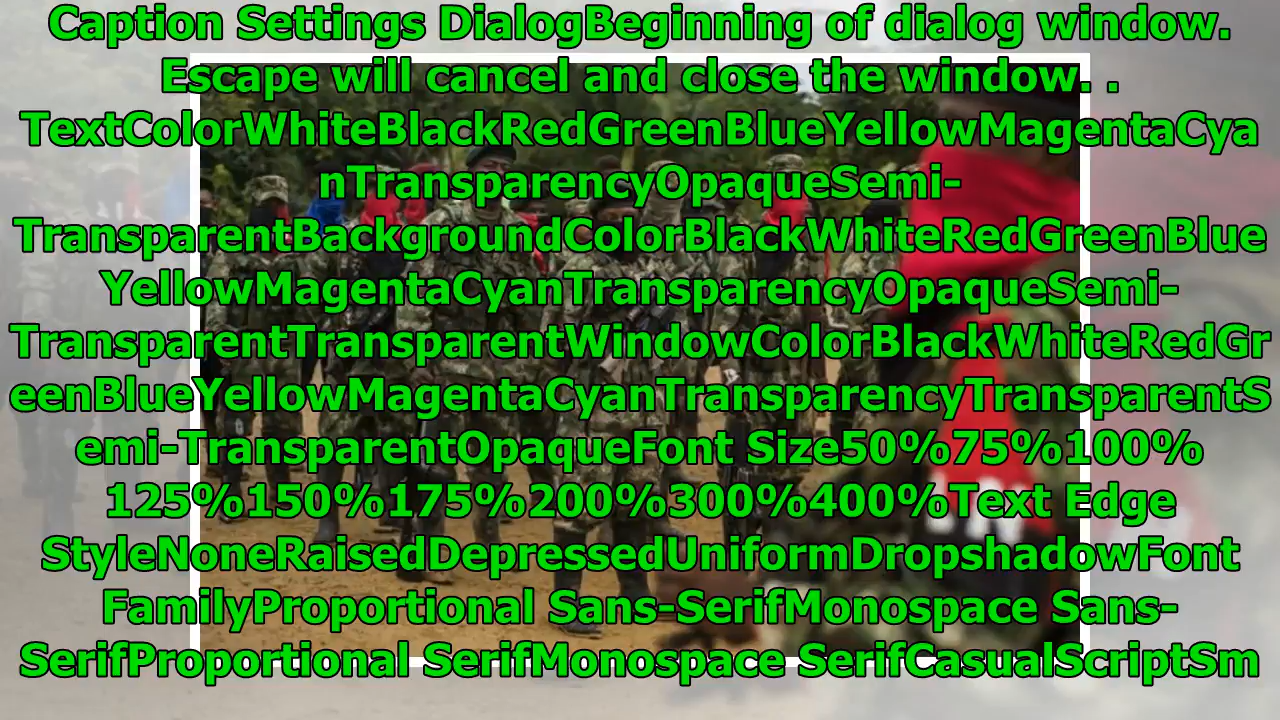 Caption Settings DialogBeginning of dialog window.
Escape will cancel and close the window. .
TextColorWhiteBlackRedGreenBlueYellowMagentaCya
nTransparencyOpaqueSemi-
TransparentBackgroundColorBlackWhiteRedGreenBlue
YellowMagentaCyanTransparencyOpaqueSemi-
TransparentTransparentWindowColorBlackWhiteRedGr
eenBlueYellowMagentaCyanTransparencyTransparentS
emi-TransparentOpaqueFont Size50%75%100%
125%150%175%200%300%400%Text Edge
StyleNoneRaisedDepressedUniformDropshadowFont
FamilyProportional Sans-SerifMonospace Sans-
SerifProportional SerifMonospace SerifCasualScriptSm